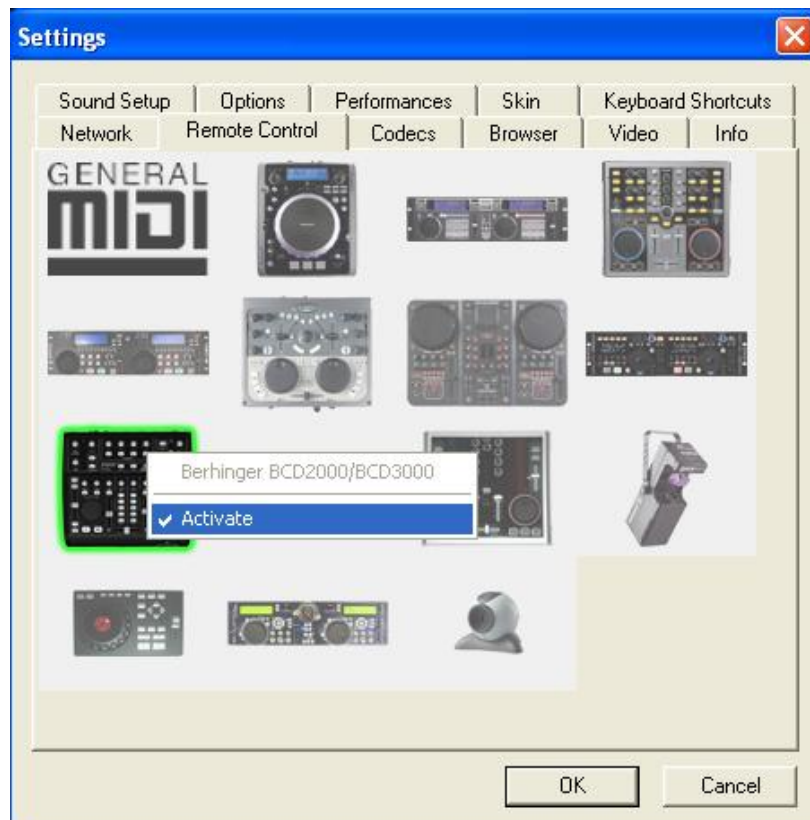 Settings
Sound Setup Options Performances Skin Keyboard Shortcuts
Network Remote Control Codecs Browser Video Info
GENERAL
MIDI
Berhinger BCD2000/BCD3000
Activate
OK Cancel